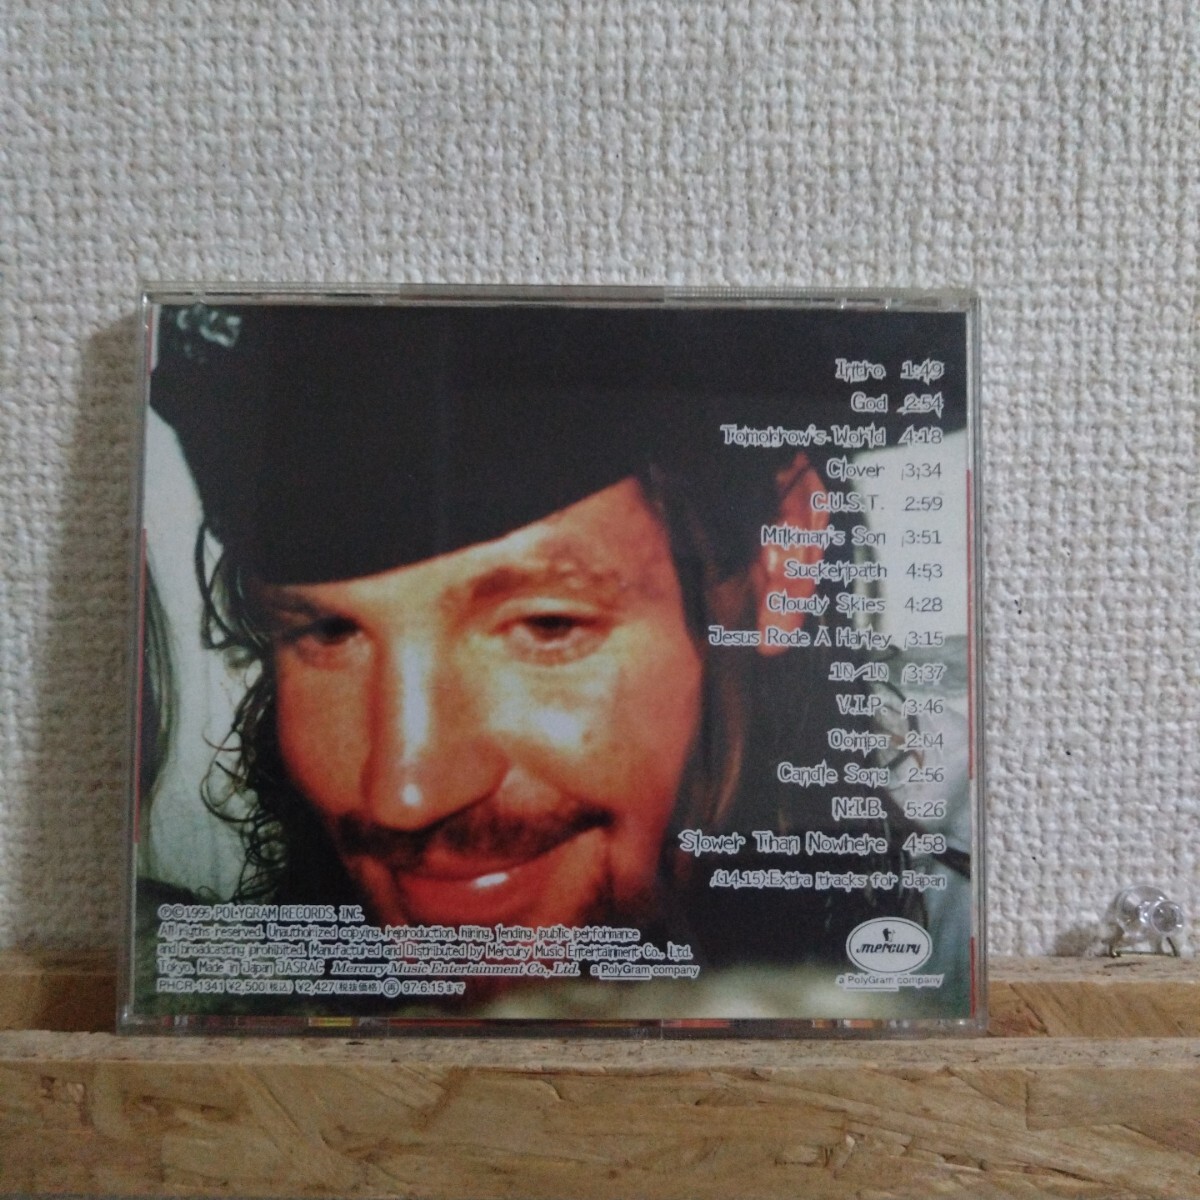 Intro 1:49
God 2:54
Tomorrow's World 4:18
Clover 3:34
C.U.S.T. 2:59
Milkman's Son 3:51
Suckerpath 4:53
Cloudy Skies 4:28
Jesus Rode A Harley 3:15
10/10 3:37
V.I.P. 3:46
Oompa 2:04
Candle Song 2:56
N.I.B. 5:26
Slower Than Nowhere 4:58
(14,15):Extra tracks for Japan
℗©1995 POLYGRAM RECORDS, INC.
All rigths reserved. Unauthorized copying, reproduction, hiring, lending, public performance
and broadcasting prohibited. Manufactured and Distributed by Mercury Music Entertainment Co., Ltd.
Tokyo. Made in Japan JASRAC Mercury Music Entertainment Co., Ltd. a PolyGram company
PHCR-1341 ¥2,500(税込) ¥2,427(税抜価格) 再 97·6·15まで
mercury
a PolyGram company